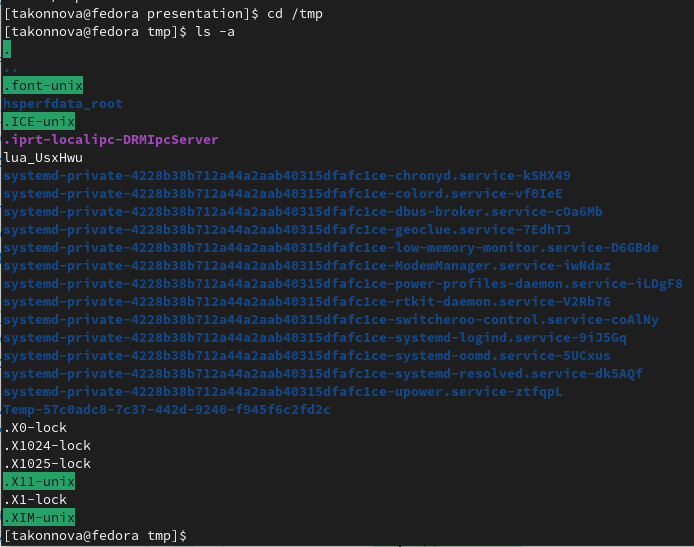 [takonnova@fedora presentation]$ cd /tmp
[takonnova@fedora tmp]$ ls -a
.
..
.font-unix
hsperfdata_root
.ICE-unix
.iprt-localipc-DRMIpcServer
lua_UsxHwu
systemd-private-4228b38b712a44a2aab40315dfafc1ce-chronyd.service-kSHX49
systemd-private-4228b38b712a44a2aab40315dfafc1ce-colord.service-vf0IeE
systemd-private-4228b38b712a44a2aab40315dfafc1ce-dbus-broker.service-cOa6Mb
systemd-private-4228b38b712a44a2aab40315dfafc1ce-geoclue.service-7EdhTJ
systemd-private-4228b38b712a44a2aab40315dfafc1ce-low-memory-monitor.service-D6GBde
systemd-private-4228b38b712a44a2aab40315dfafc1ce-ModemManager.service-iwNdaz
systemd-private-4228b38b712a44a2aab40315dfafc1ce-power-profiles-daemon.service-iLDgF8
systemd-private-4228b38b712a44a2aab40315dfafc1ce-rtkit-daemon.service-V2Rb76
systemd-private-4228b38b712a44a2aab40315dfafc1ce-switcheroo-control.service-coAlNy
systemd-private-4228b38b712a44a2aab40315dfafc1ce-systemd-logind.service-9iJ5Gq
systemd-private-4228b38b712a44a2aab40315dfafc1ce-systemd-oomd.service-5UCxus
systemd-private-4228b38b712a44a2aab40315dfafc1ce-systemd-resolved.service-dk5AQf
systemd-private-4228b38b712a44a2aab40315dfafc1ce-upower.service-ztfqpL
Temp-57c0adc8-7c37-442d-9240-f945f6c2fd2c
.X0-lock
.X1024-lock
.X1025-lock
.X11-unix
.X1-lock
.XIM-unix
[takonnova@fedora tmp]$